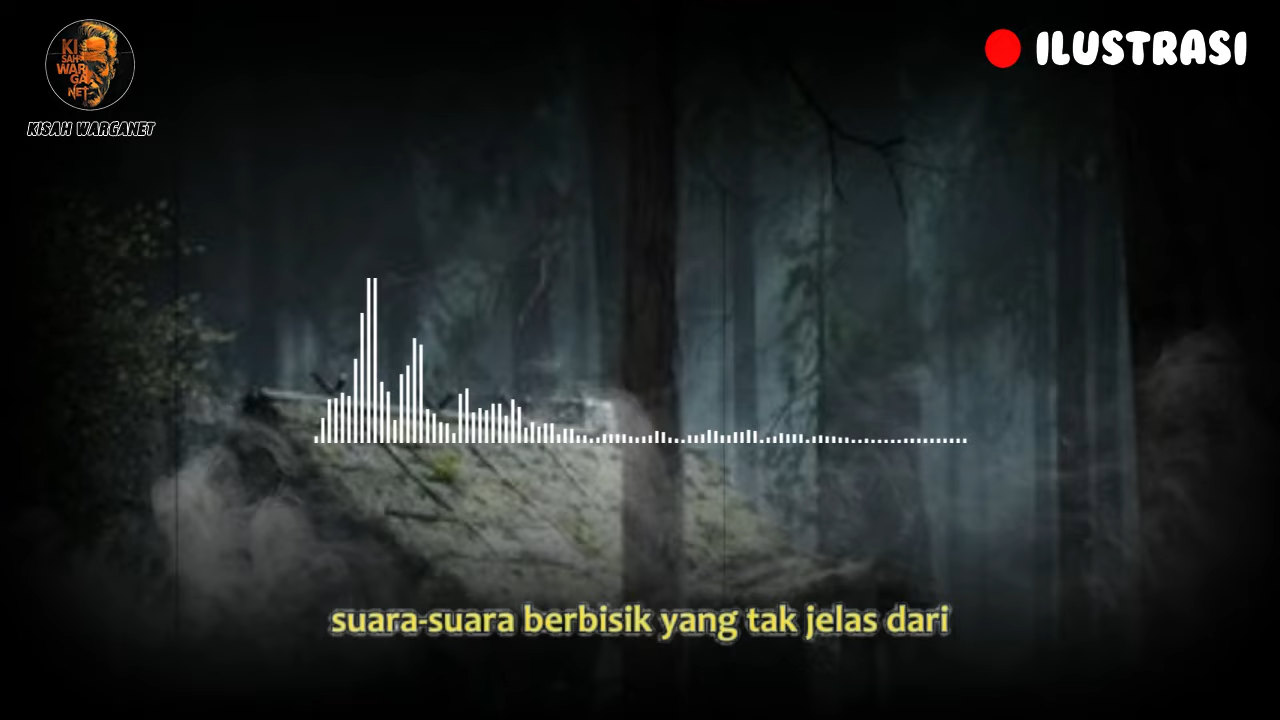 KI
SAH
WAR
GA
NET
KISAH WARGANET
ILUSTRASI
suara-suara berbisik yang tak jelas dari